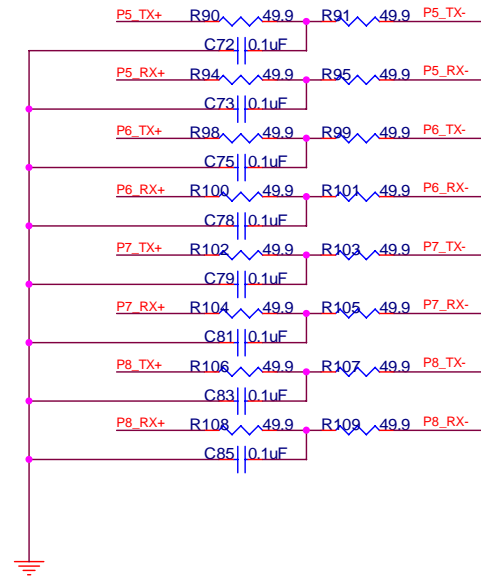 P5_TX+ R90 49.9 R91 49.9 P5_TX-
C72 0.1uF
P5_RX+ R94 49.9 R95 49.9 P5_RX-
C73 0.1uF
P6_TX+ R98 49.9 R99 49.9 P6_TX-
C75 0.1uF
P6_RX+ R100 49.9 R101 49.9 P6_RX-
C78 0.1uF
P7_TX+ R102 49.9 R103 49.9 P7_TX-
C79 0.1uF
P7_RX+ R104 49.9 R105 49.9 P7_RX-
C81 0.1uF
P8_TX+ R106 49.9 R107 49.9 P8_TX-
C83 0.1uF
P8_RX+ R108 49.9 R109 49.9 P8_RX-
C85 0.1uF